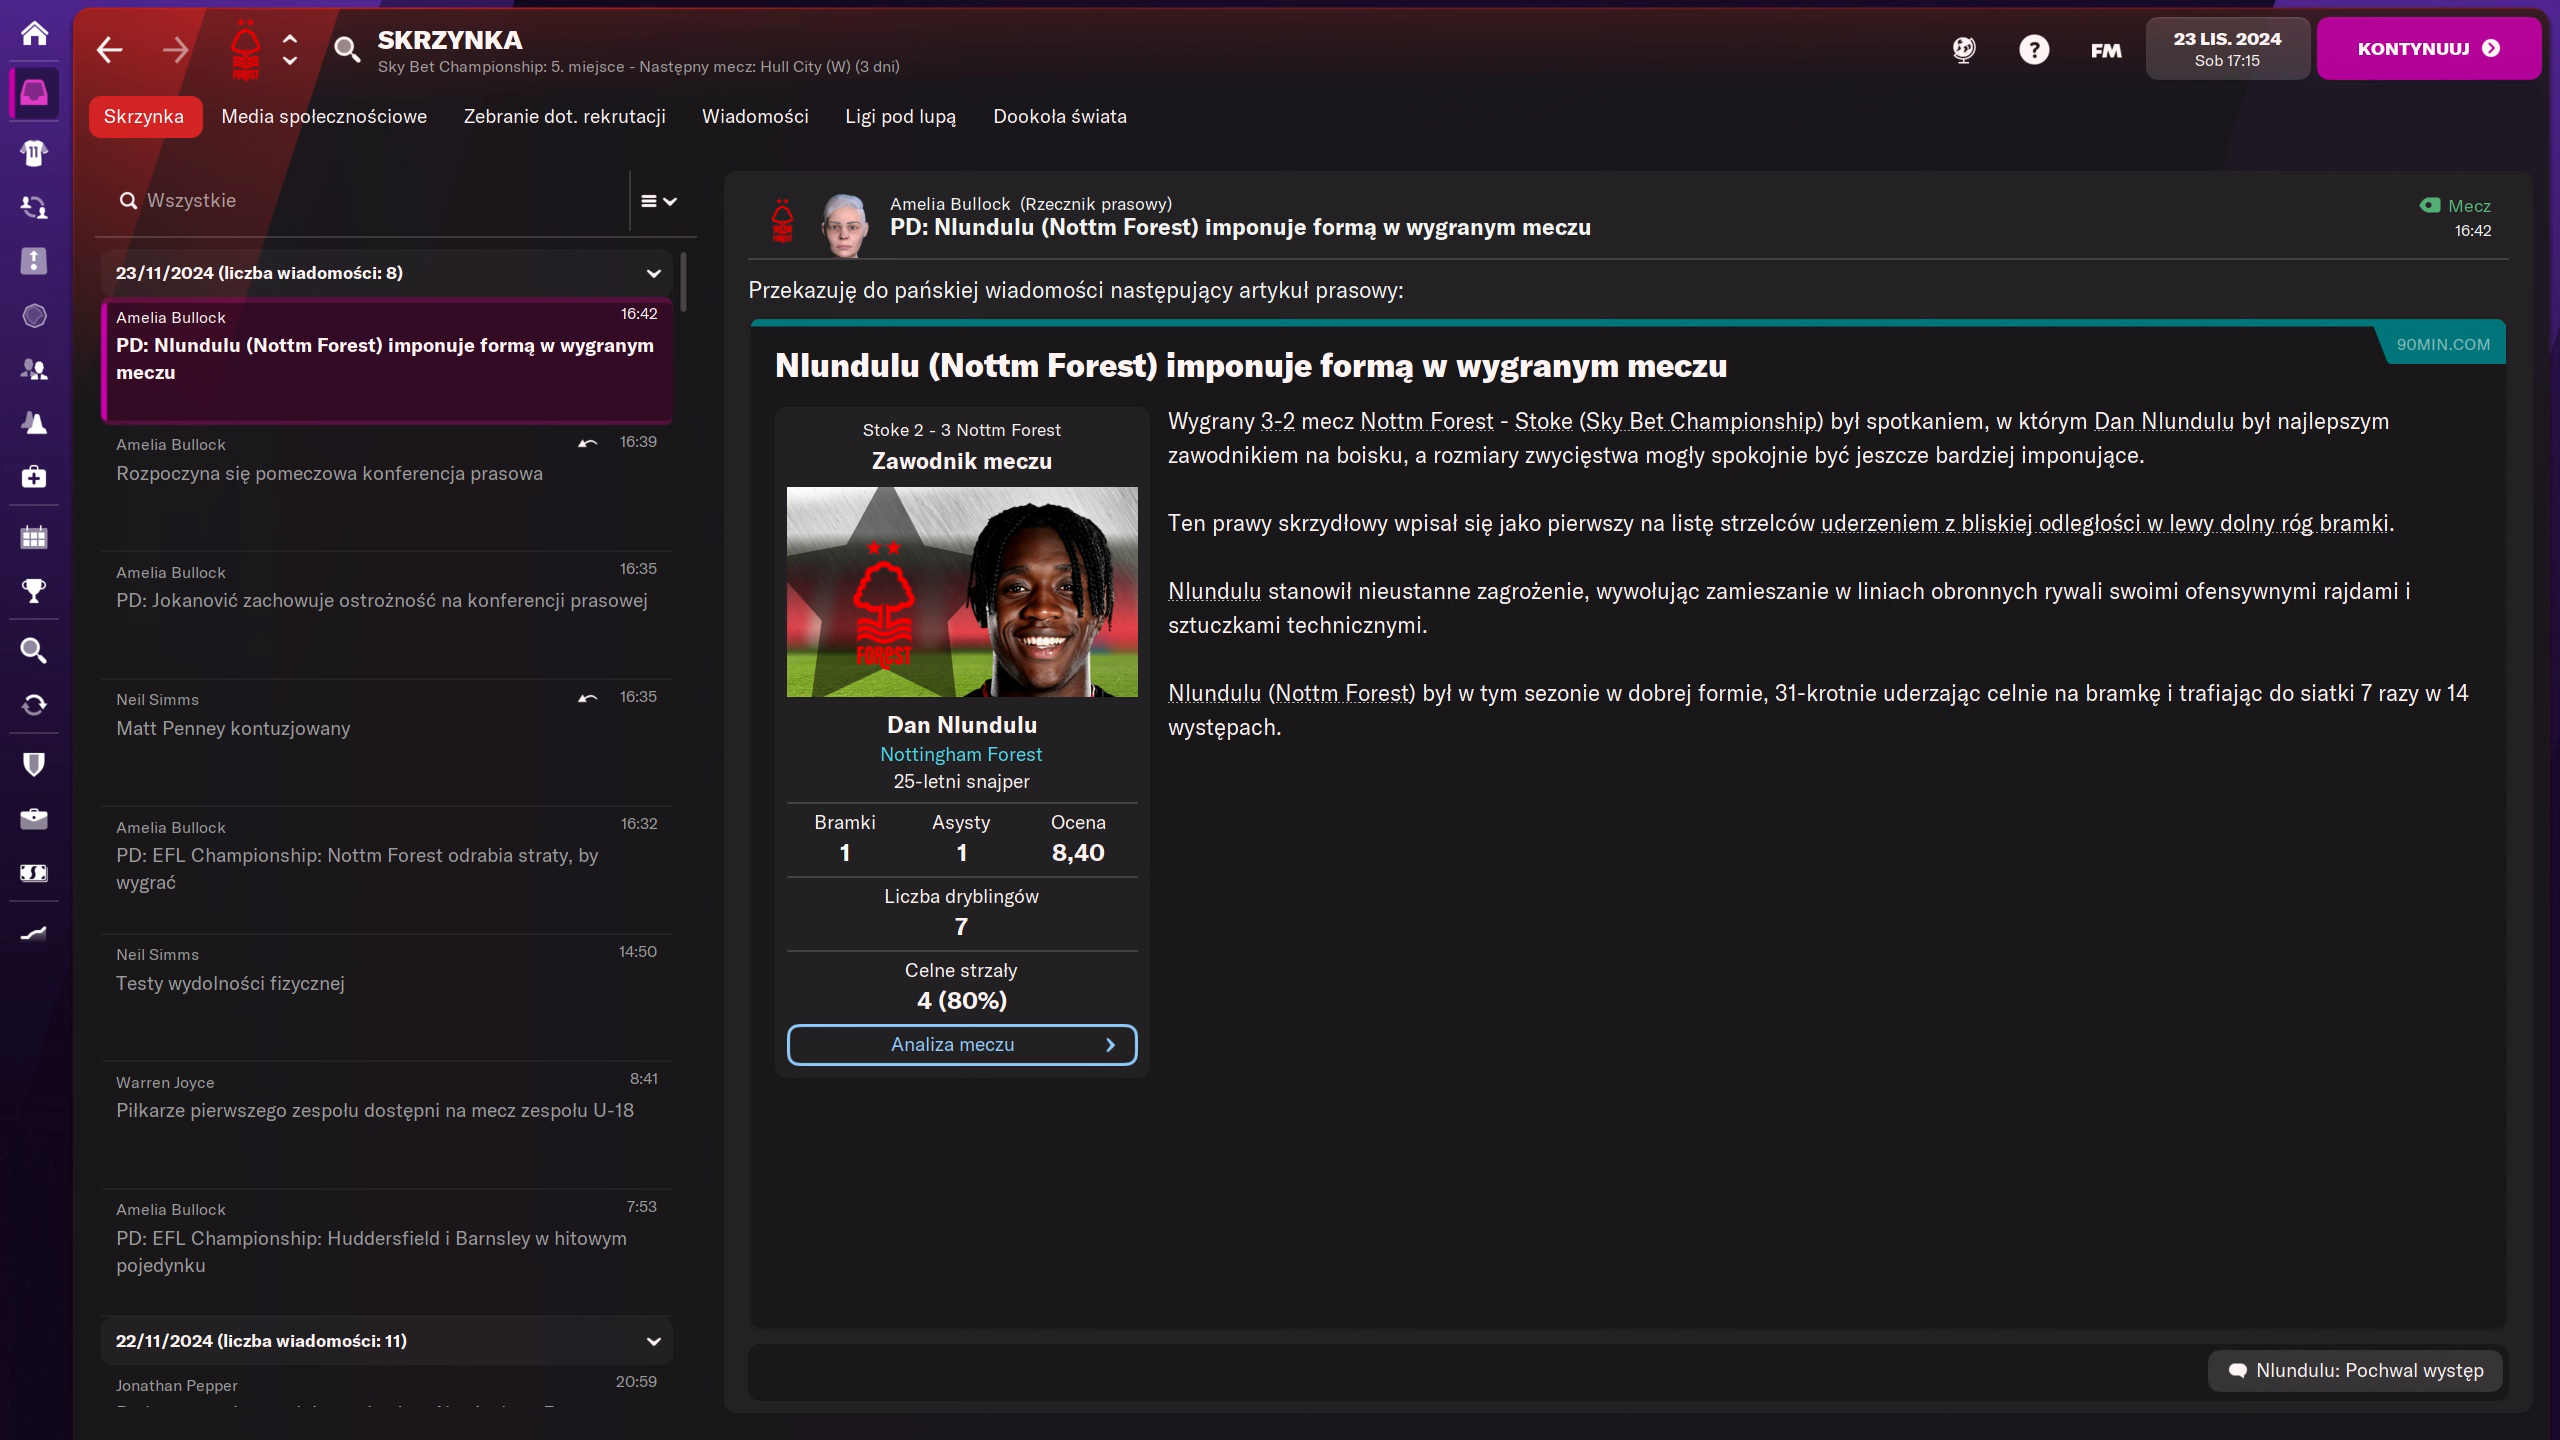 SKRZYNKA
Sky Bet Championship: 5. miejsce - Następny mecz: Hull City (W) (3 dni)
FM
23 LIS. 2024
Sob 17:15
KONTYNUUJ
Skrzynka
Media społecznościowe
Zebranie dot. rekrutacji
Wiadomości
Ligi pod lupą
Dookoła świata
Wszystkie
23/11/2024 (liczba wiadomości: 8)
Amelia Bullock
16:42
PD: Nlundulu (Nottm Forest) imponuje formą w wygranym
meczu
Amelia Bullock
16:39
Rozpoczyna się pomeczowa konferencja prasowa
Amelia Bullock
16:35
PD: Jokanović zachowuje ostrożność na konferencji prasowej
Neil Simms
16:35
Matt Penney kontuzjowany
Amelia Bullock
16:32
PD: EFL Championship: Nottm Forest odrabia straty, by
wygrać
Neil Simms
14:50
Testy wydolności fizycznej
Warren Joyce
8:41
Piłkarze pierwszego zespołu dostępni na mecz zespołu U-18
Amelia Bullock
7:53
PD: EFL Championship: Huddersfield i Barnsley w hitowym
pojedynku
22/11/2024 (liczba wiadomości: 11)
Jonathan Pepper
20:59
Amelia Bullock (Rzecznik prasowy)
PD: Nlundulu (Nottm Forest) imponuje formą w wygranym meczu
Mecz
16:42
Przekazuję do pańskiej wiadomości następujący artykuł prasowy:
90MIN.COM
Nlundulu (Nottm Forest) imponuje formą w wygranym meczu
Stoke 2 - 3 Nottm Forest
Zawodnik meczu
FOREST
Dan Nlundulu
Nottingham Forest
25-letni snajper
Bramki Asysty Ocena
1 1 8,40
Liczba dryblingów
7
Celne strzały
4 (80%)
Analiza meczu
Wygrany 3-2 mecz Nottm Forest - Stoke (Sky Bet Championship) był spotkaniem, w którym Dan Nlundulu był najlepszym
zawodnikiem na boisku, a rozmiary zwycięstwa mogły spokojnie być jeszcze bardziej imponujące.
Ten prawy skrzydłowy wpisał się jako pierwszy na listę strzelców uderzeniem z bliskiej odległości w lewy dolny róg bramki.
Nlundulu stanowił nieustanne zagrożenie, wywołując zamieszanie w liniach obronnych rywali swoimi ofensywnymi rajdami i
sztuczkami technicznymi.
Nlundulu (Nottm Forest) był w tym sezonie w dobrej formie, 31-krotnie uderzając celnie na bramkę i trafiając do siatki 7 razy w 14
występach.
Nlundulu: Pochwal występ